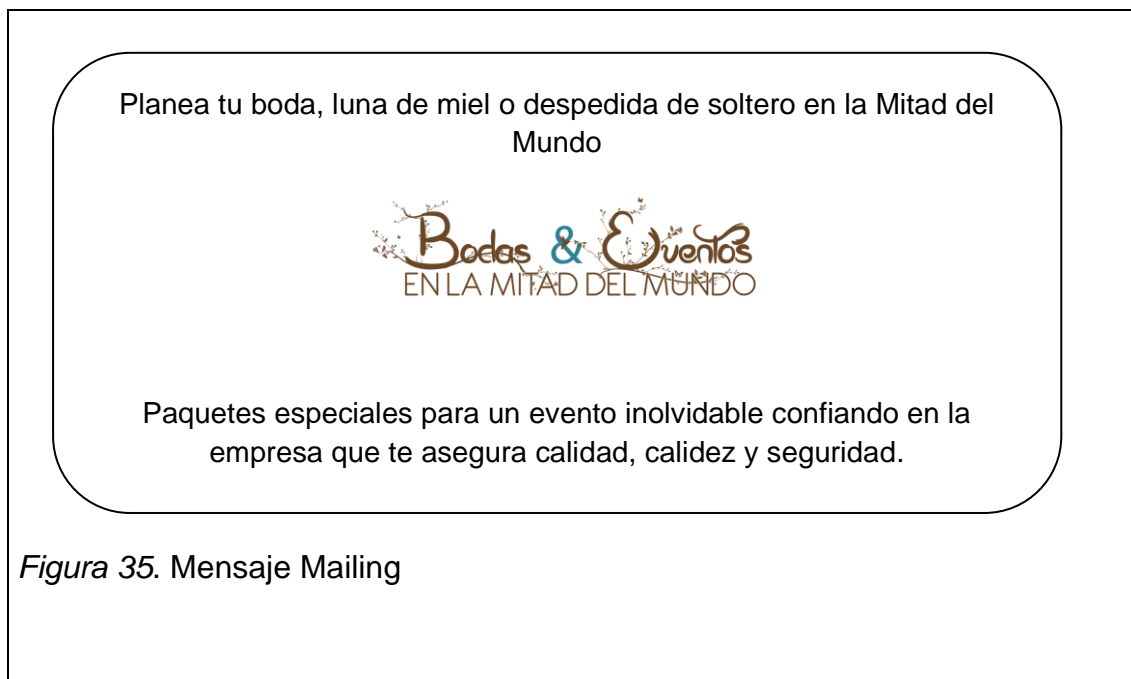 Planea tu boda, luna de miel o despedida de soltero en la Mitad del
Mundo
Bodas & Eventos
EN LA MITAD DEL MUNDO
Paquetes especiales para un evento inolvidable confiando en la
empresa que te asegura calidad, calidez y seguridad.
Figura 35. Mensaje Mailing